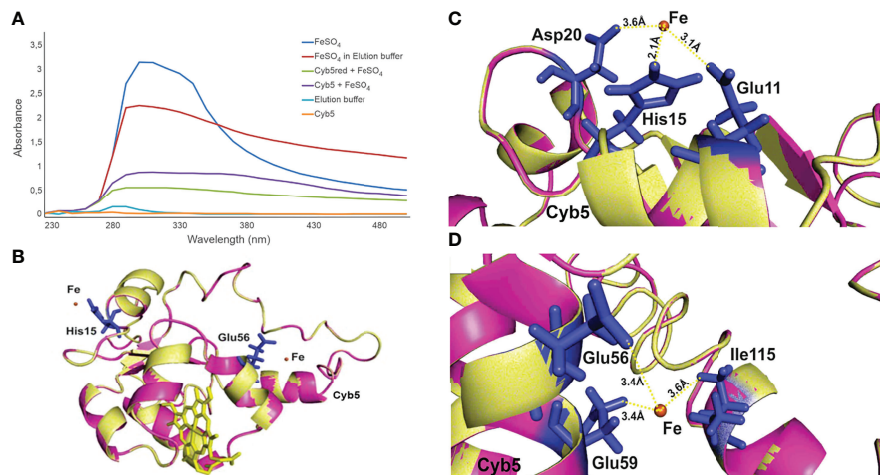 A
Absorbance
3,5
3
2,5
2
1,5
1
0,5
0
230 280 330 380 430 480
Wavelength (nm)
FeSO₄
FeSO₄ in Elution buffer
Cyb5red + FeSO₄
Cyb5 + FeSO₄
Elution buffer
Cyb5
B
Fe
His15
Glu56
Fe
Cyb5
C
Fe
3.6Å
Asp20
2.1Å
3.1Å
Glu11
His15
Cyb5
D
Glu56
Ile115
3.4Å
3.6Å
3.4Å
Fe
Cyb5
Glu59